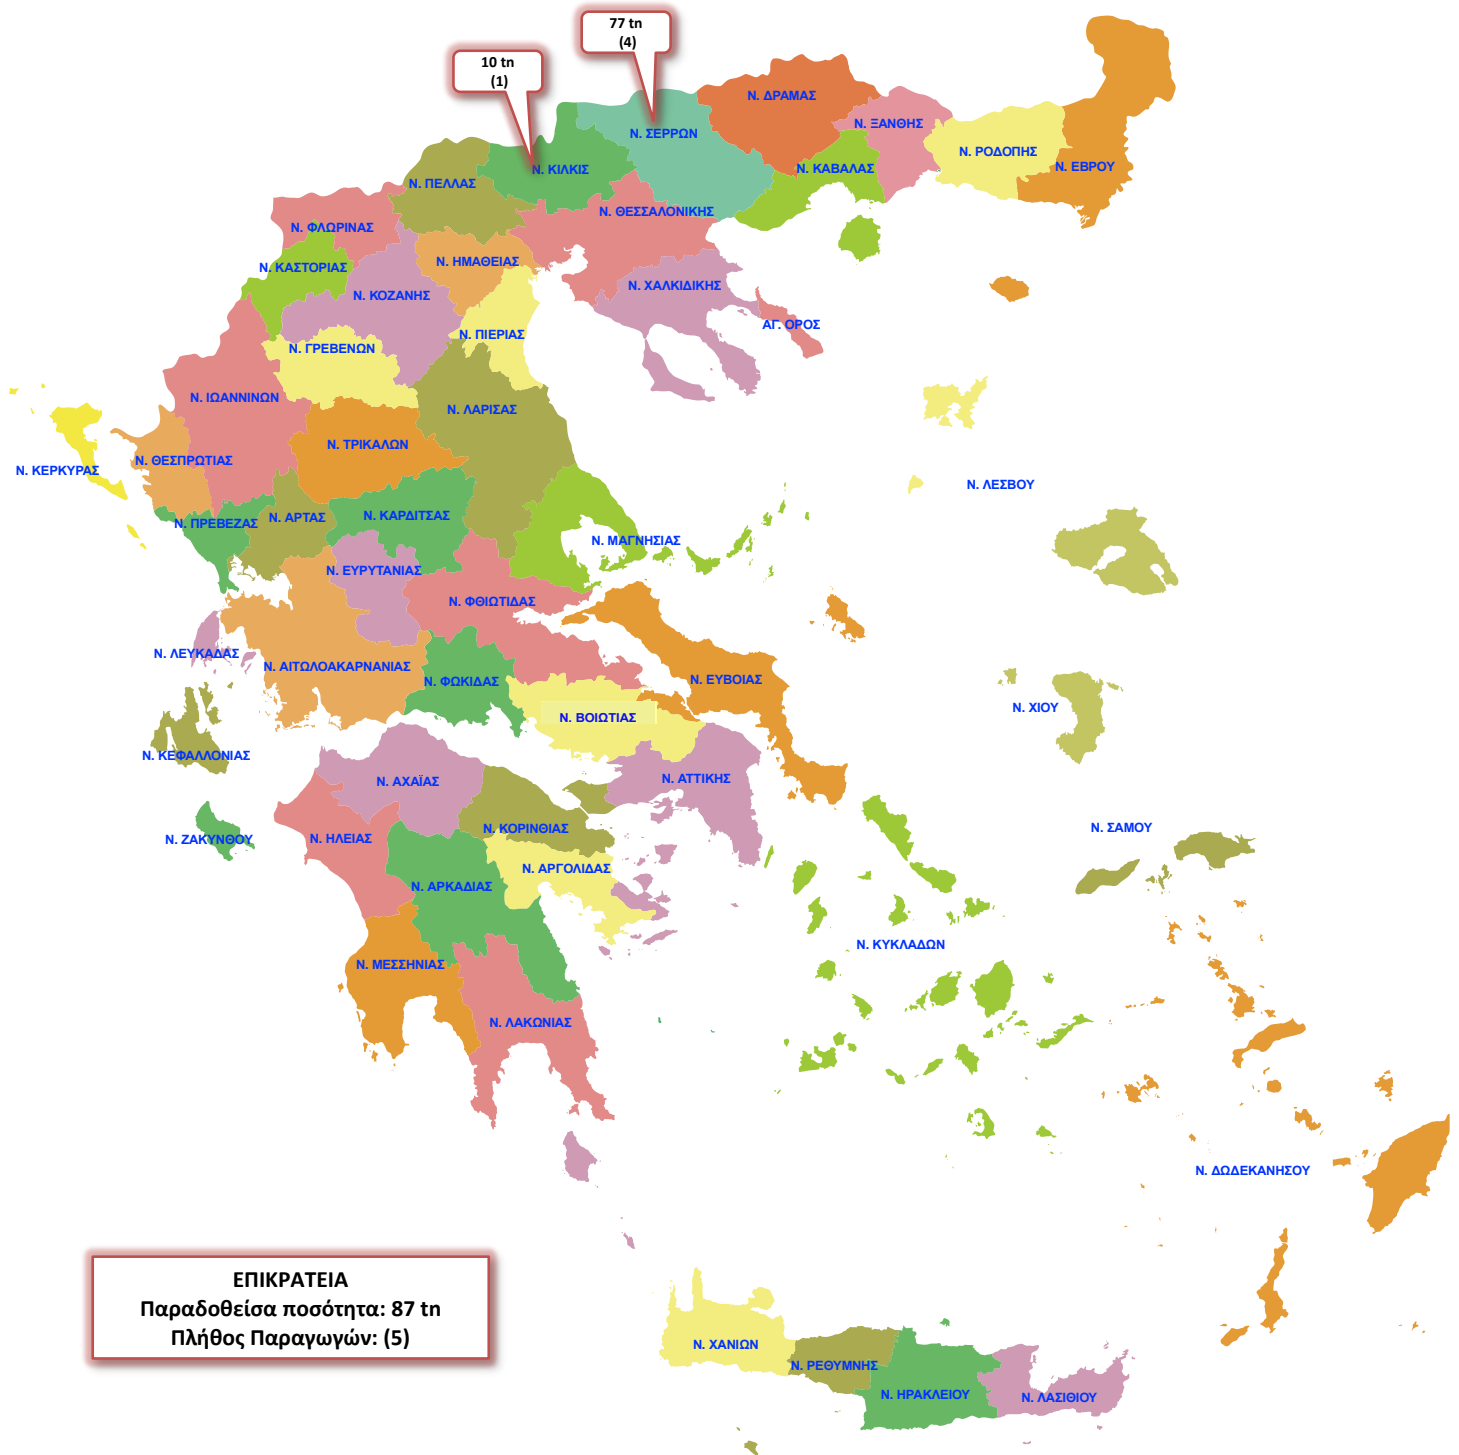 77 tn
(4)
10 tn
(1)
Ν. ΔΡΑΜΑΣ
Ν. ΞΑΝΘΗΣ
Ν. ΣΕΡΡΩΝ
Ν. ΡΟΔΟΠΗΣ
Ν. ΕΒΡΟΥ
Ν. ΚΑΒΑΛΑΣ
Ν. ΚΙΛΚΙΣ
Ν. ΠΕΛΛΑΣ
Ν. ΘΕΣΣΑΛΟΝΙΚΗΣ
Ν. ΦΛΩΡΙΝΑΣ
Ν. ΗΜΑΘΕΙΑΣ
Ν. ΚΑΣΤΟΡΙΑΣ
Ν. ΧΑΛΚΙΔΙΚΗΣ
Ν. ΚΟΖΑΝΗΣ
ΑΓ. ΟΡΟΣ
Ν. ΠΙΕΡΙΑΣ
Ν. ΓΡΕΒΕΝΩΝ
Ν. ΙΩΑΝΝΙΝΩΝ
Ν. ΛΑΡΙΣΑΣ
Ν. ΤΡΙΚΑΛΩΝ
Ν. ΘΕΣΠΡΩΤΙΑΣ
Ν. ΚΕΡΚΥΡΑΣ
Ν. ΛΕΣΒΟΥ
Ν. ΚΑΡΔΙΤΣΑΣ
Ν. ΑΡΤΑΣ
Ν. ΠΡΕΒΕΖΑΣ
Ν. ΜΑΓΝΗΣΙΑΣ
Ν. ΕΥΡΥΤΑΝΙΑΣ
Ν. ΦΘΙΩΤΙΔΑΣ
Ν. ΛΕΥΚΑΔΑΣ
Ν. ΑΙΤΩΛΟΑΚΑΡΝΑΝΙΑΣ
Ν. ΦΩΚΙΔΑΣ
Ν. ΕΥΒΟΙΑΣ
Ν. ΧΙΟΥ
Ν. ΒΟΙΩΤΙΑΣ
Ν. ΚΕΦΑΛΛΟΝΙΑΣ
Ν. ΑΧΑΪΑΣ
Ν. ΑΤΤΙΚΗΣ
Ν. ΚΟΡΙΝΘΙΑΣ
Ν. ΣΑΜΟΥ
Ν. ΖΑΚΥΝΘΟΥ
Ν. ΗΛΕΙΑΣ
Ν. ΑΡΓΟΛΙΔΑΣ
Ν. ΑΡΚΑΔΙΑΣ
Ν. ΚΥΚΛΑΔΩΝ
Ν. ΜΕΣΣΗΝΙΑΣ
Ν. ΛΑΚΩΝΙΑΣ
Ν. ΔΩΔΕΚΑΝΗΣΟΥ
ΕΠΙΚΡΑΤΕΙΑ
Παραδοθείσα ποσότητα: 87 tn
Πλήθος Παραγωγών: (5)
Ν. ΧΑΝΙΩΝ
Ν. ΡΕΘΥΜΝΗΣ
Ν. ΗΡΑΚΛΕΙΟΥ
Ν. ΛΑΣΙΘΙΟΥ